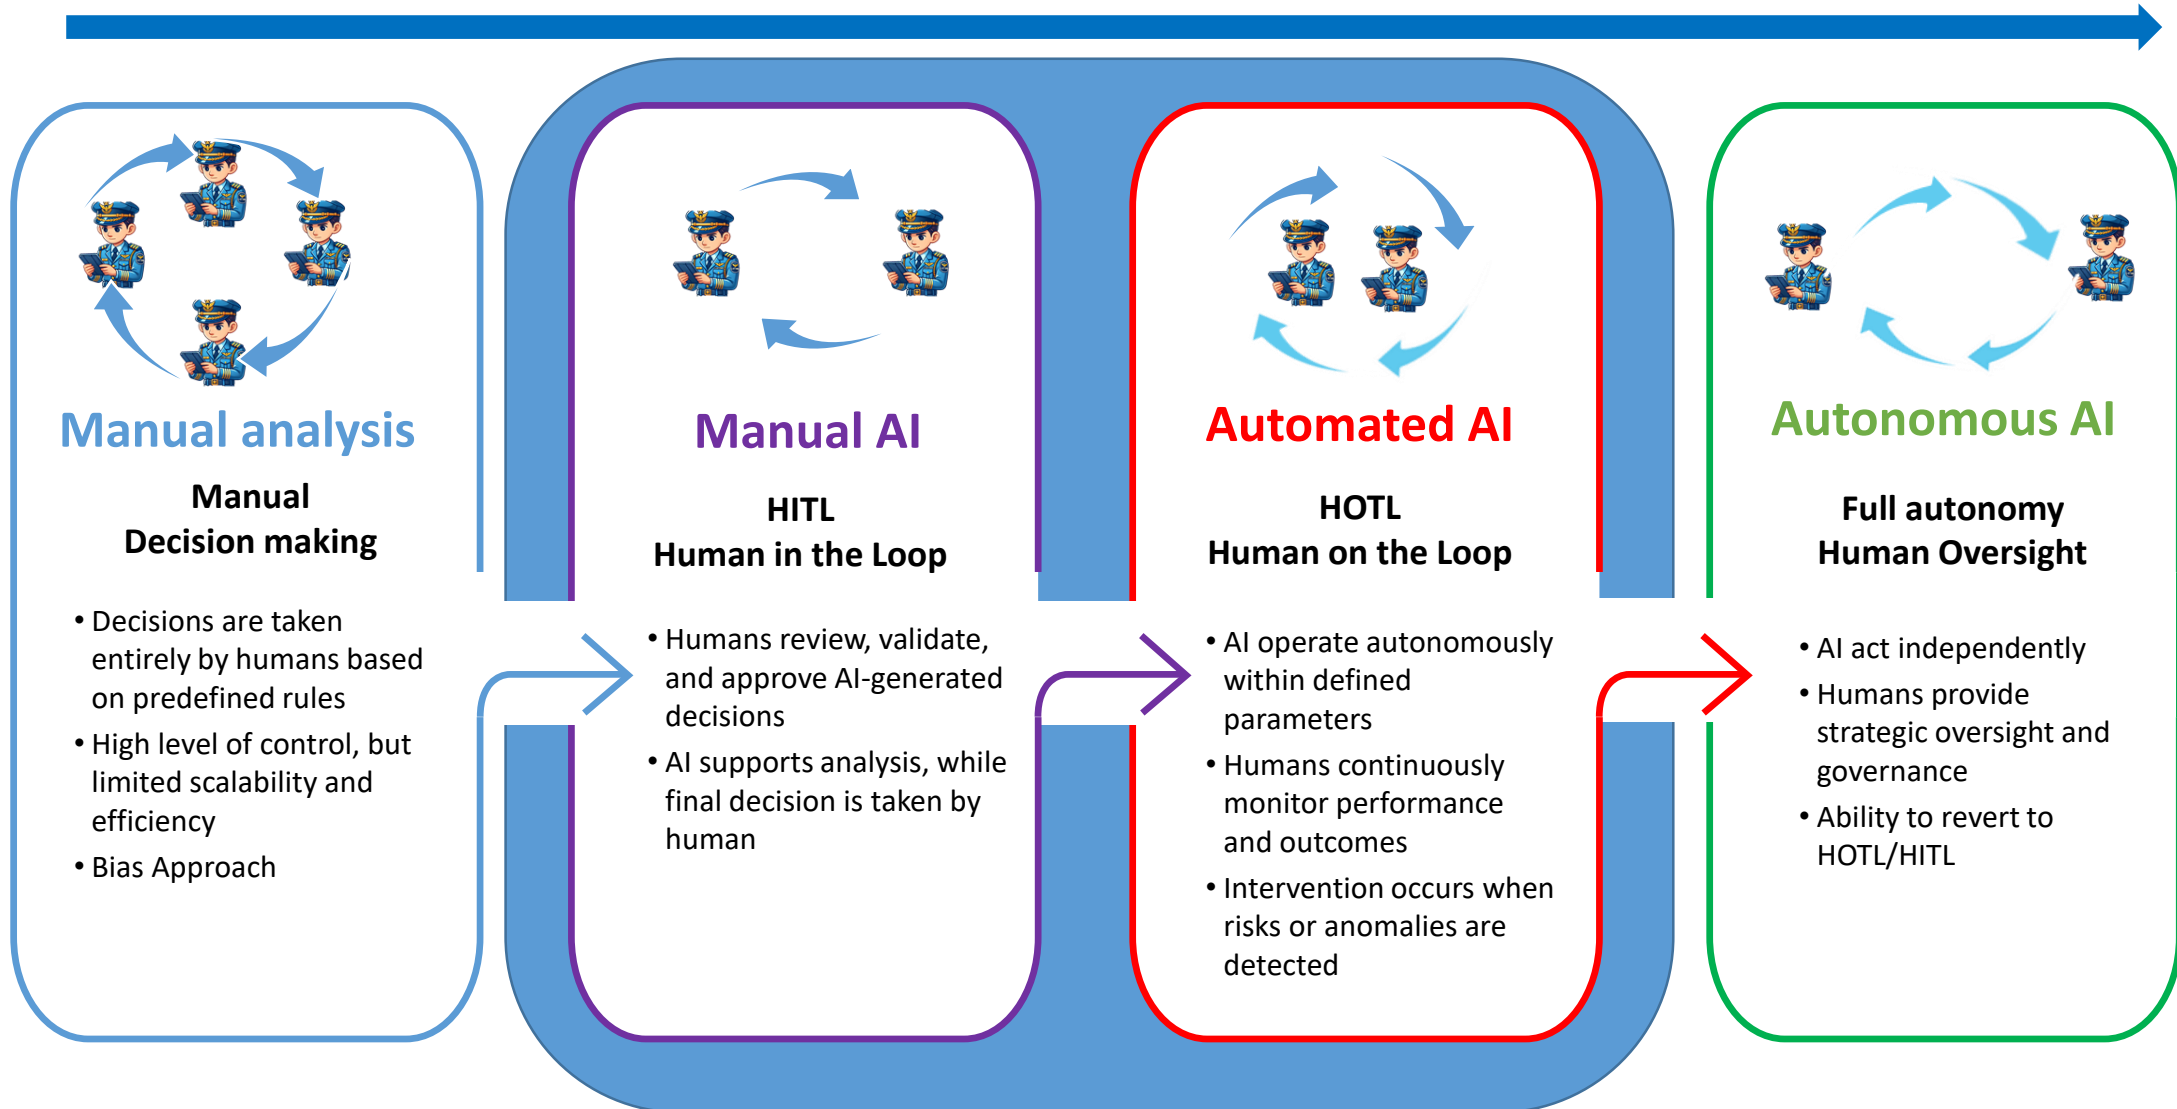 Manual analysis
Manual
Decision making
• Decisions are taken
entirely by humans based
on predefined rules
• High level of control, but
limited scalability and
efficiency
• Bias Approach
Manual AI
HITL
Human in the Loop
• Humans review, validate,
and approve AI-generated
decisions
• AI supports analysis, while
final decision is taken by
human
Automated AI
HOTL
Human on the Loop
• AI operate autonomously
within defined
parameters
• Humans continuously
monitor performance
and outcomes
• Intervention occurs when
risks or anomalies are
detected
Autonomous AI
Full autonomy
Human Oversight
• AI act independently
• Humans provide
strategic oversight and
governance
• Ability to revert to
HOTL/HITL